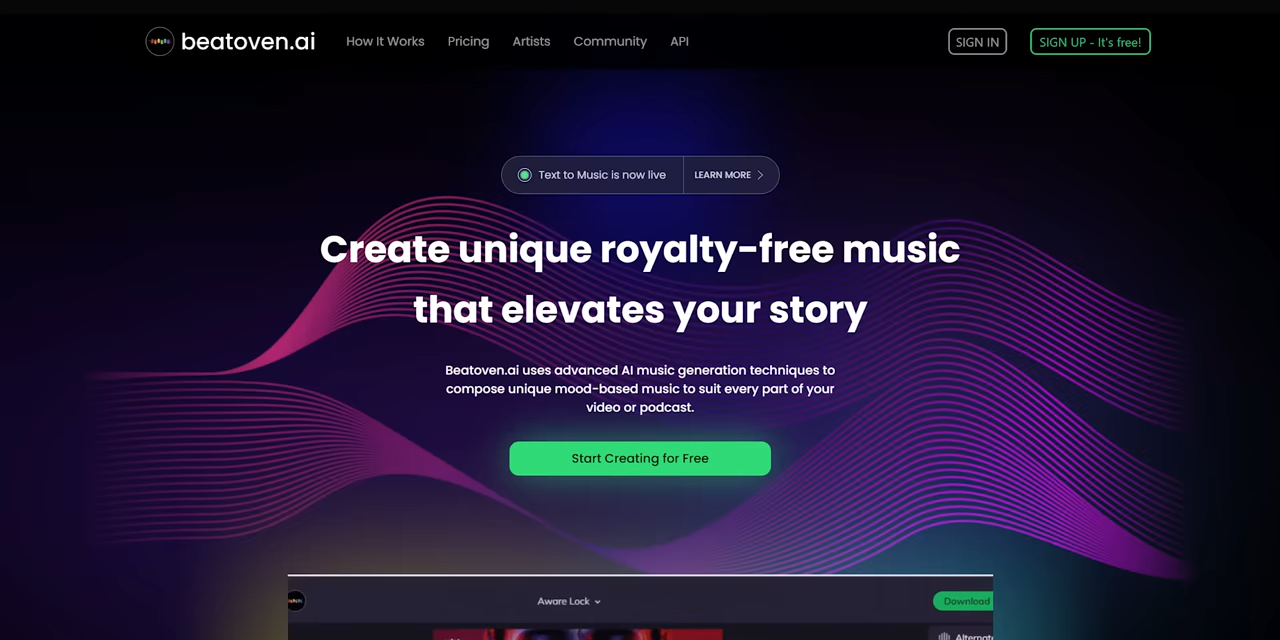 beatoven.ai
How It Works
Pricing
Artists
Community
API
SIGN IN
SIGN UP - It's free!
Text to Music is now live
LEARN MORE
Create unique royalty-free music
that elevates your story
Beatoven.ai uses advanced AI music generation techniques to
compose unique mood-based music to suit every part of your
video or podcast.
Start Creating for Free
Aware Lock
Download